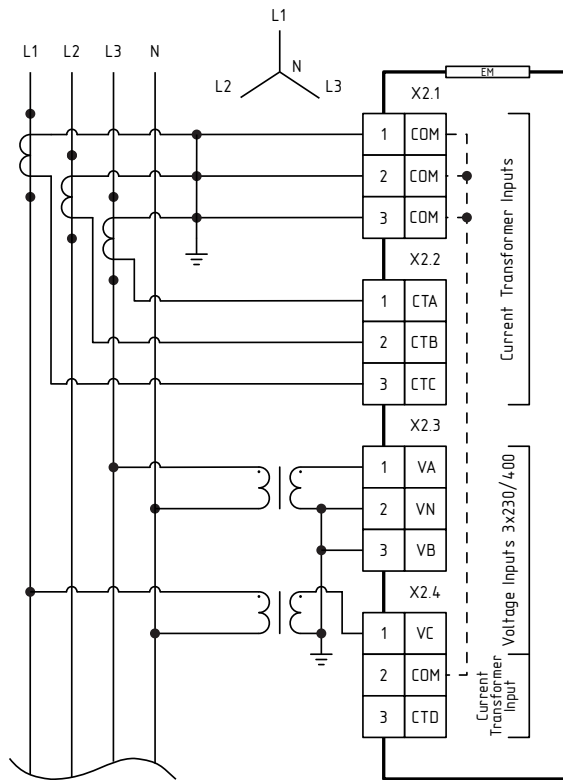 L1
L1 L2 L3 N
N
L2 L3
EM
X2.1
1 COM
2 COM
3 COM
Current Transformer Inputs
X2.2
1 CTA
2 CTB
3 CTC
X2.3
1 VA
2 VN
3 VB
Voltage Inputs 3x230/400
X2.4
1 VC
2 COM
3 CTD
Current
Transformer
Input